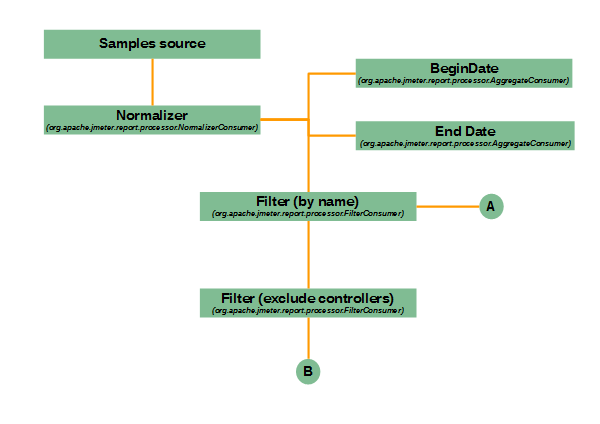 Samples source
BeginDate
(org.apache.jmeter.report.processor.AggregateConsumer)
Normalizer
(org.apache.jmeter.report.processor.NormalizerConsumer)
End Date
(org.apache.jmeter.report.processor.AggregateConsumer)
Filter (by name)
(org.apache.jmeter.report.processor.FilterConsumer)
A
Filter (exclude controllers)
(org.apache.jmeter.report.processor.FilterConsumer)
B